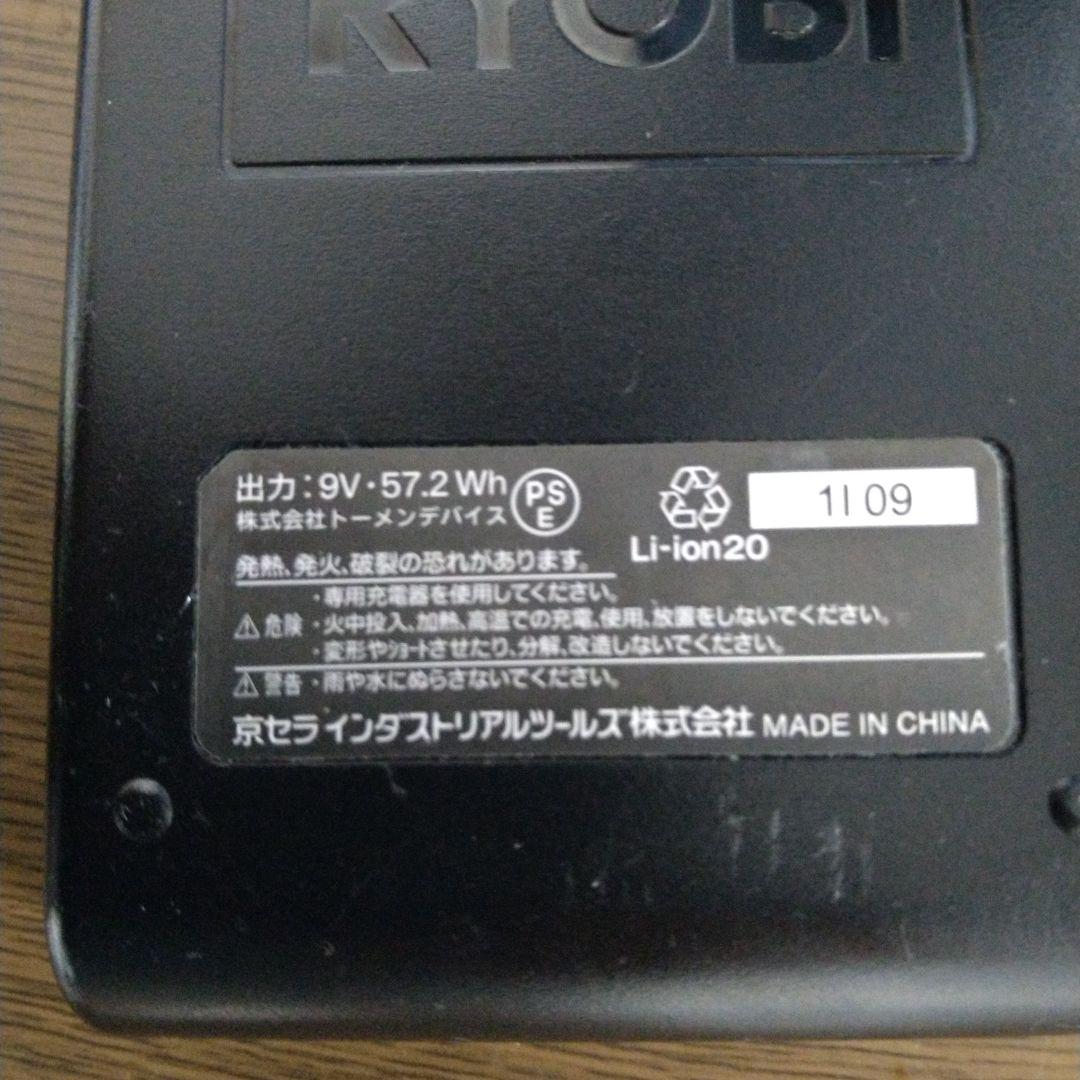 RYOBI
出力:9V・57.2Wh
PSE
1I 09
株式会社トーメンデバイス
Li-ion20
発熱、発火、破裂の恐れがあります。
・専用充電器を使用してください。
⚠危険 ・火中投入、加熱、高温での充電、使用、放置をしないでください。
・変形やショートさせたり、分解、改造しないでください。
⚠警告 ・雨や水にぬらさないでください。
京セラインダストリアルツールズ株式会社 MADE IN CHINA